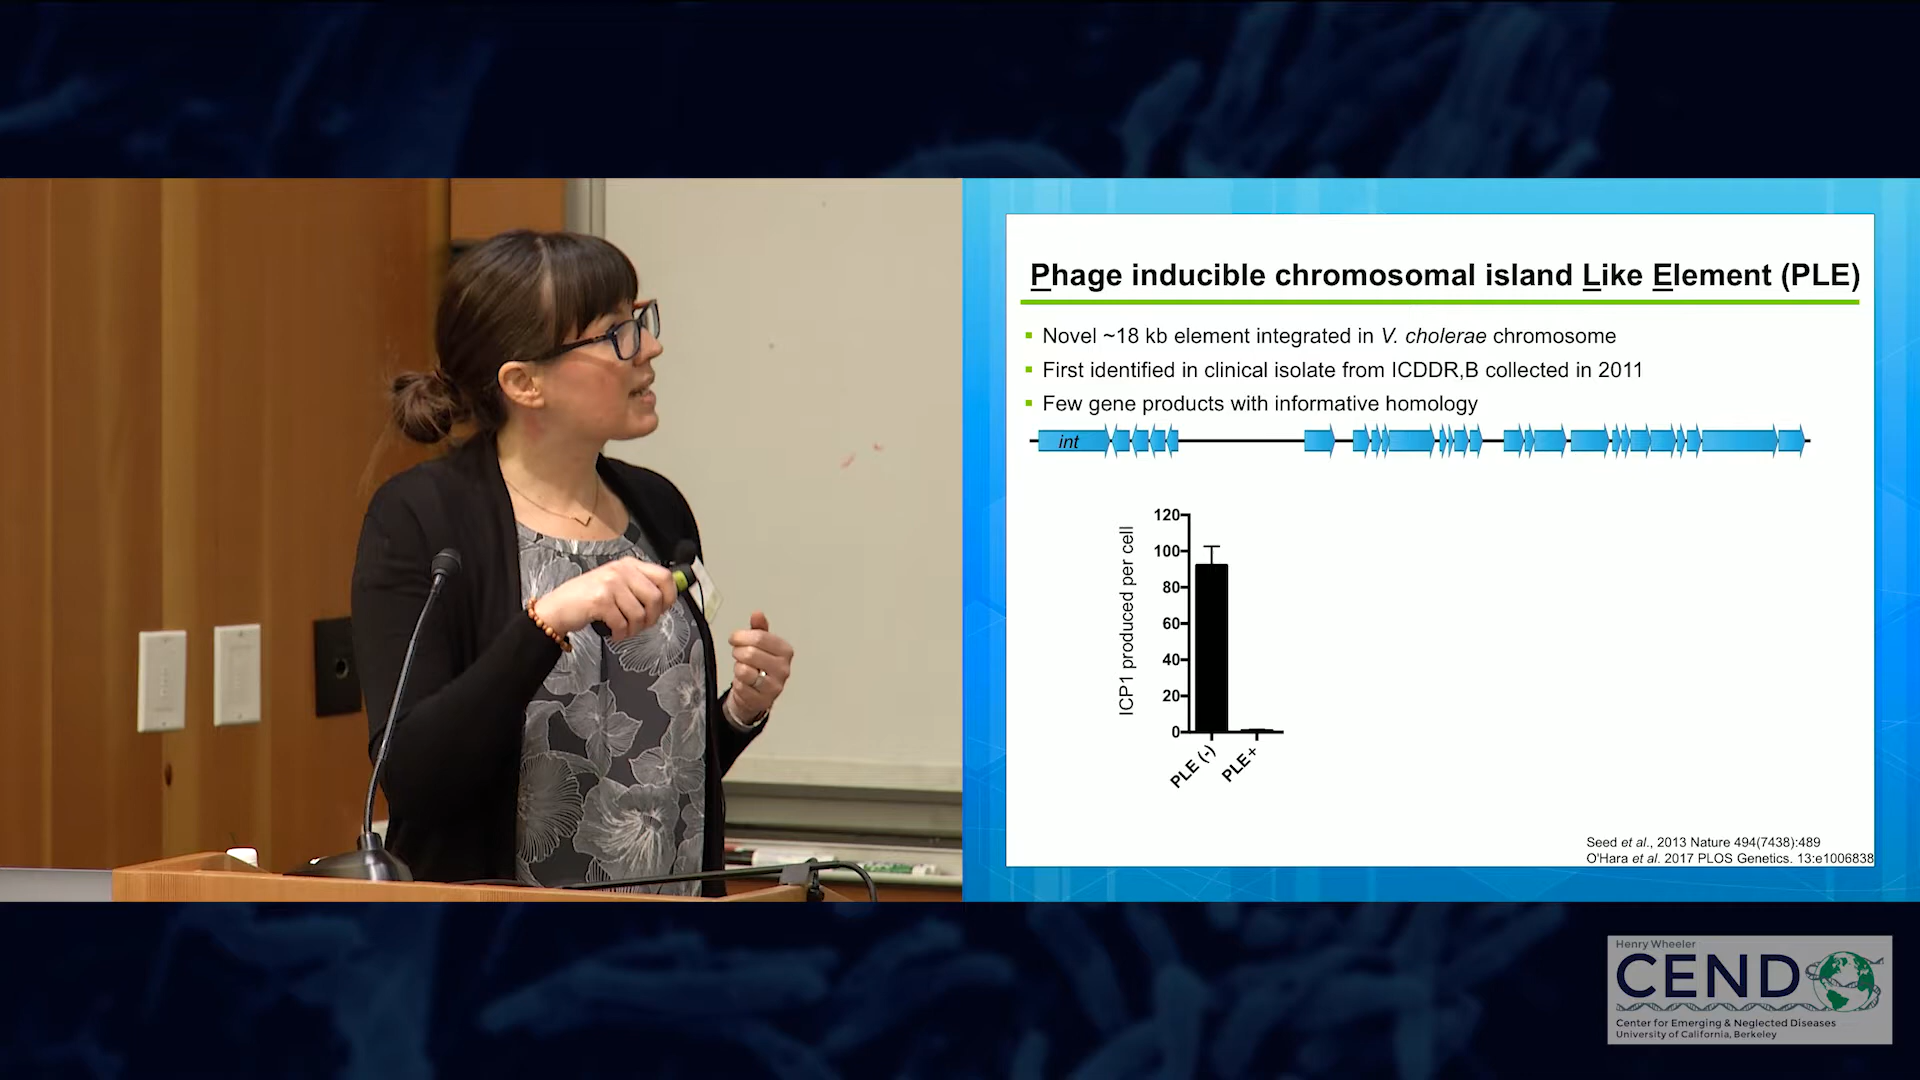 Phage inducible chromosomal island Like Element (PLE)
Novel ~18 kb element integrated in V. cholerae chromosome
First identified in clinical isolate from ICDDR,B collected in 2011
Few gene products with informative homology
int
ICP1 produced per cell
120
100
80
60
40
20
0
PLE (-)
PLE+
Seed et al., 2013 Nature 494(7438):489
O'Hara et al. 2017 PLOS Genetics. 13:e1006838
Henry Wheeler
CEND
Center for Emerging & Neglected Diseases
University of California, Berkeley